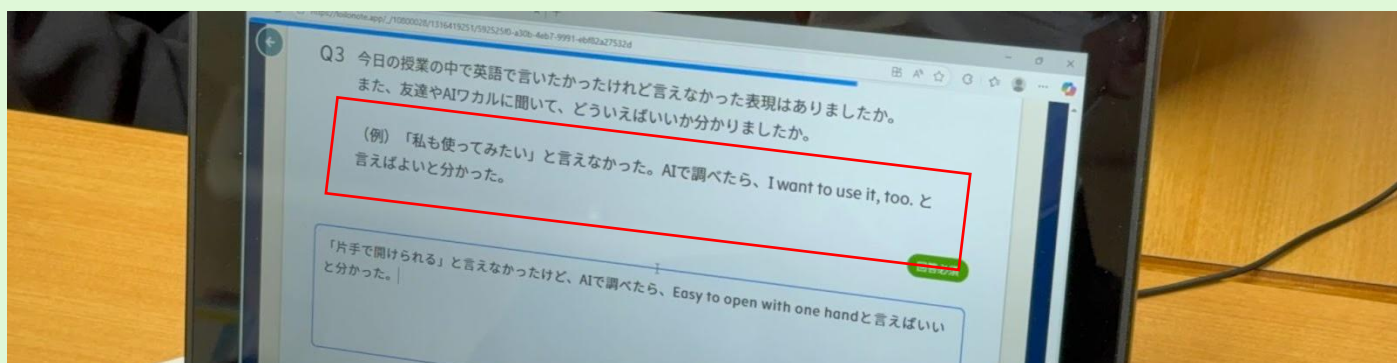 Q3 今日の授業の中で英語で言いたかったけれど言えなかった表現はありましたか。
また、友達やAIワカルに聞いて、どういえばいいか分かりましたか。
(例)「私も使ってみたい」と言えなかった。AIで調べたら、I want to use it, too. と
言えばよいと分かった。
回答必須
「片手で開けられる」と言えなかったけど、AIで調べたら、Easy to open with one handと言えばいい
と分かった。